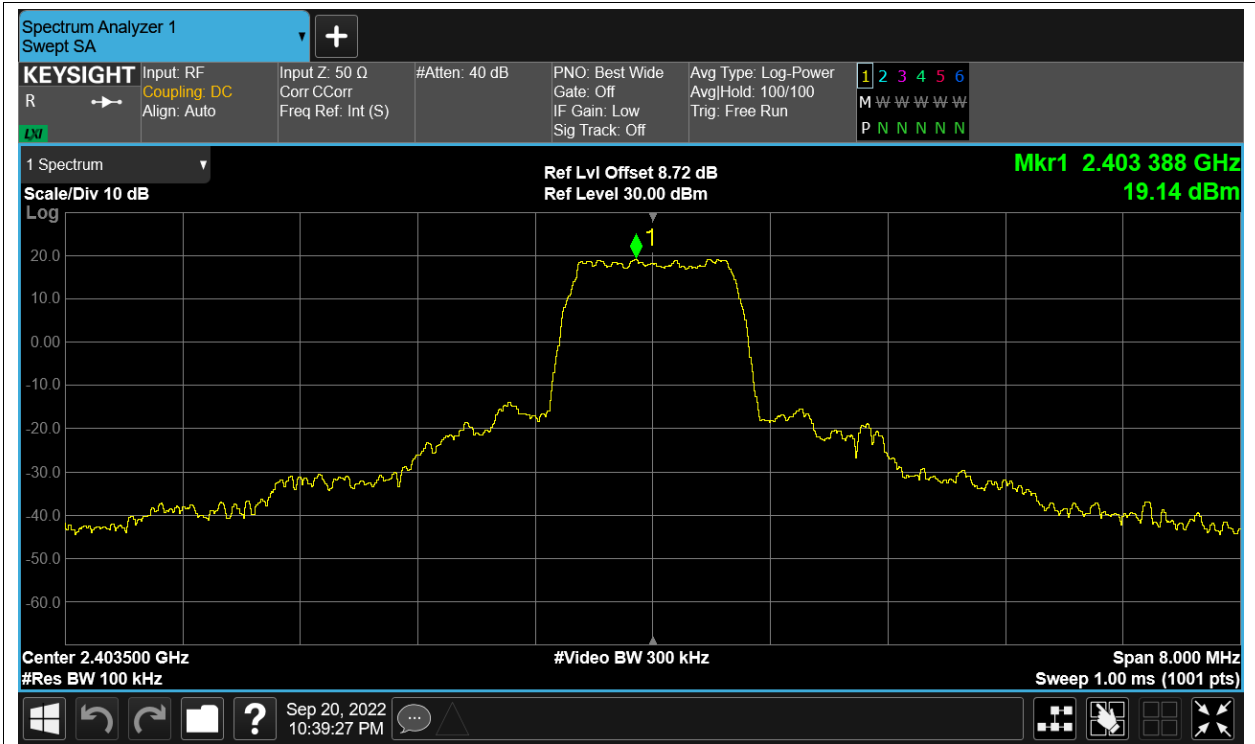 Spectrum Analyzer 1
Swept SA
+
KEYSIGHT
R
LXI
Input: RF
Coupling: DC
Align: Auto
Input Z: 50 Ω
Corr CCorr
Freq Ref: Int (S)
#Atten: 40 dB
PNO: Best Wide
Gate: Off
IF Gain: Low
Sig Track: Off
Avg Type: Log-Power
Avg|Hold: 100/100
Trig: Free Run
1 2 3 4 5 6
M W W W W W
P N N N N N
1 Spectrum
Scale/Div 10 dB
Log
Ref Lvl Offset 8.72 dB
Ref Level 30.00 dBm
Mkr1 2.403 388 GHz
19.14 dBm
1
20.0
10.0
0.00
-10.0
-20.0
-30.0
-40.0
-50.0
-60.0
Center 2.403500 GHz
#Res BW 100 kHz
#Video BW 300 kHz
Span 8.000 MHz
Sweep 1.00 ms (1001 pts)
?
Sep 20, 2022
10:39:27 PM